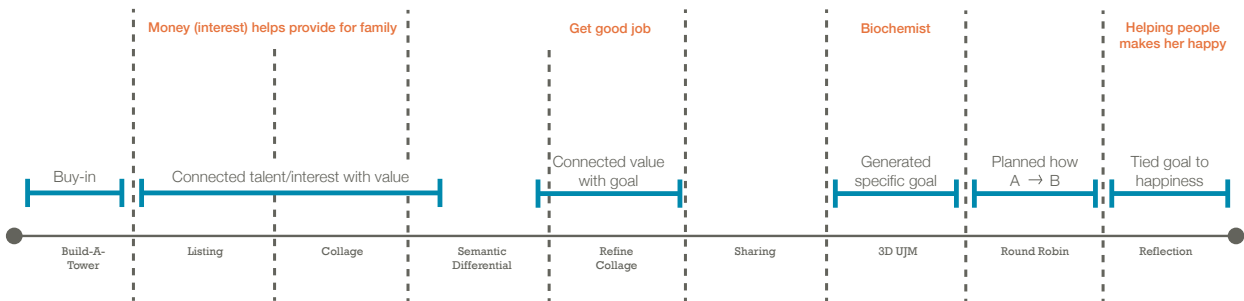 Money (interest) helps provide for family
Get good job
Biochemist
Helping people
makes her happy
Buy-in
Connected talent/interest with value
Connected value
with goal
Generated
specific goal
Planned how
A → B
Tied goal to
happiness
Build-A-
Tower
Listing
Collage
Semantic
Differential
Refine
Collage
Sharing
3D UJM
Round Robin
Reflection